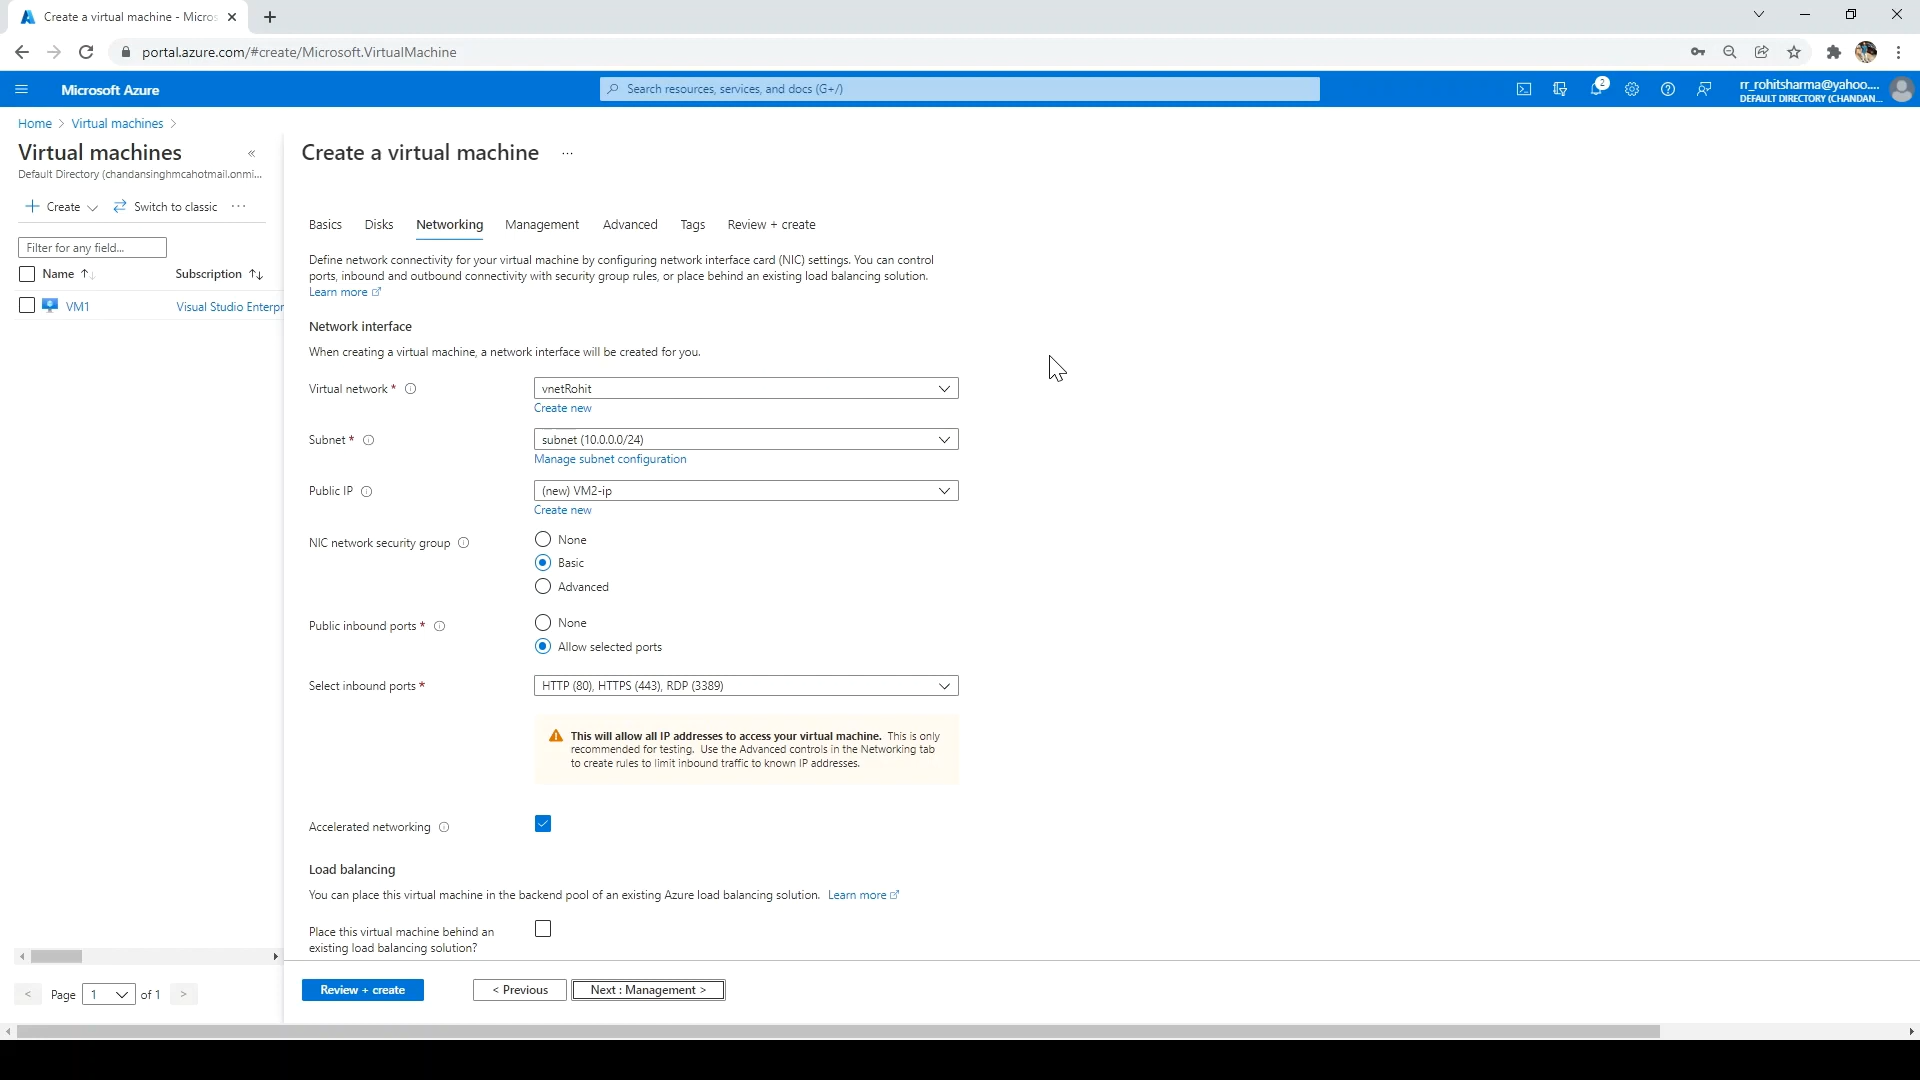 Create a virtual machine - Micros
portal.azure.com/#create/Microsoft.VirtualMachine
Microsoft Azure
Search resources, services, and docs (G+/)
2
rr_rohitsharma@yahoo....
DEFAULT DIRECTORY (CHANDAN...
Home > Virtual machines >
Virtual machines
Default Directory (chandansinghmcahotmail.onmi...
Create
Switch to classic
Filter for any field...
Name
Subscription
VM1
Visual Studio Enterpr
Page 1 of 1
Create a virtual machine
Basics Disks Networking Management Advanced Tags Review + create
Define network connectivity for your virtual machine by configuring network interface card (NIC) settings. You can control
ports, inbound and outbound connectivity with security group rules, or place behind an existing load balancing solution.
Learn more
Network interface
When creating a virtual machine, a network interface will be created for you.
Virtual network *
vnetRohit
Create new
Subnet *
subnet (10.0.0.0/24)
Manage subnet configuration
Public IP
(new) VM2-ip
Create new
NIC network security group
None
Basic
Advanced
Public inbound ports *
None
Allow selected ports
Select inbound ports *
HTTP (80), HTTPS (443), RDP (3389)
This will allow all IP addresses to access your virtual machine. This is only
recommended for testing. Use the Advanced controls in the Networking tab
to create rules to limit inbound traffic to known IP addresses.
Accelerated networking
Load balancing
You can place this virtual machine in the backend pool of an existing Azure load balancing solution. Learn more
Place this virtual machine behind an
existing load balancing solution?
Review + create
< Previous
Next : Management >